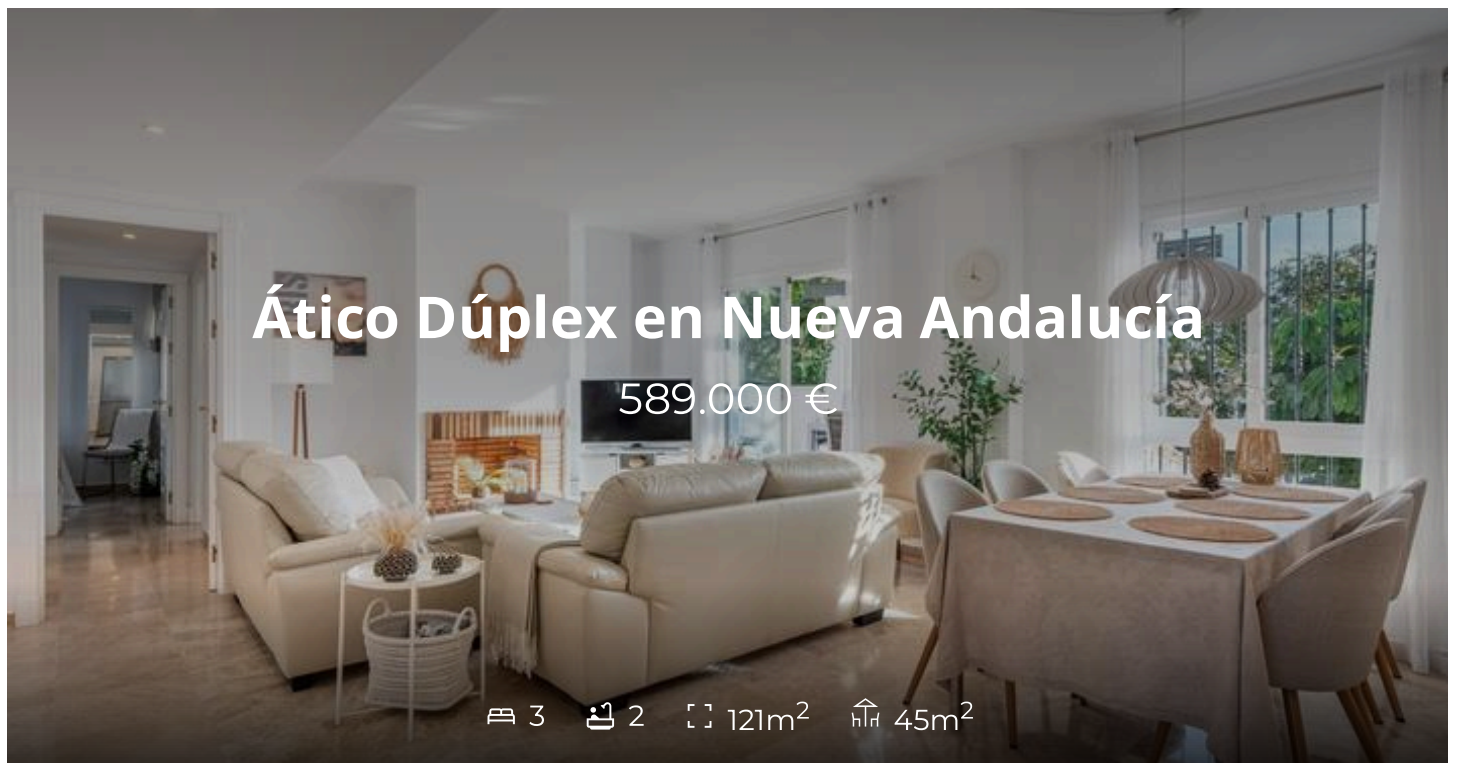 Ático Dúplex en Nueva Andalucía
589.000 €
3 2 121m² 45m²